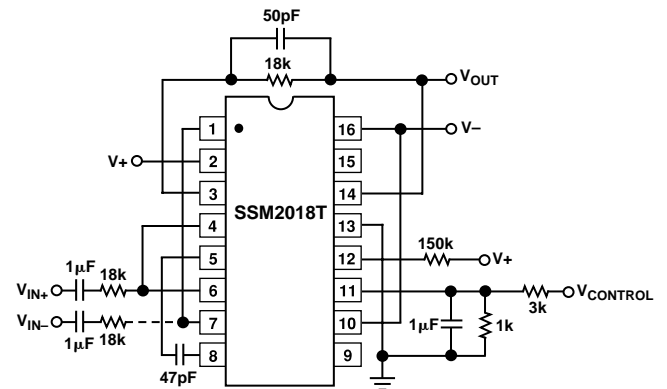 50pF
18k
V OUT
1
16
V–
V+
2
15
3
14
SSM2018T
4
13
5
12
150k
V+
1µF
18k
VIN+
6
11
VCONTROL
3k
VIN–
7
10
1µF
1k
1µF
18k
8
9
47pF